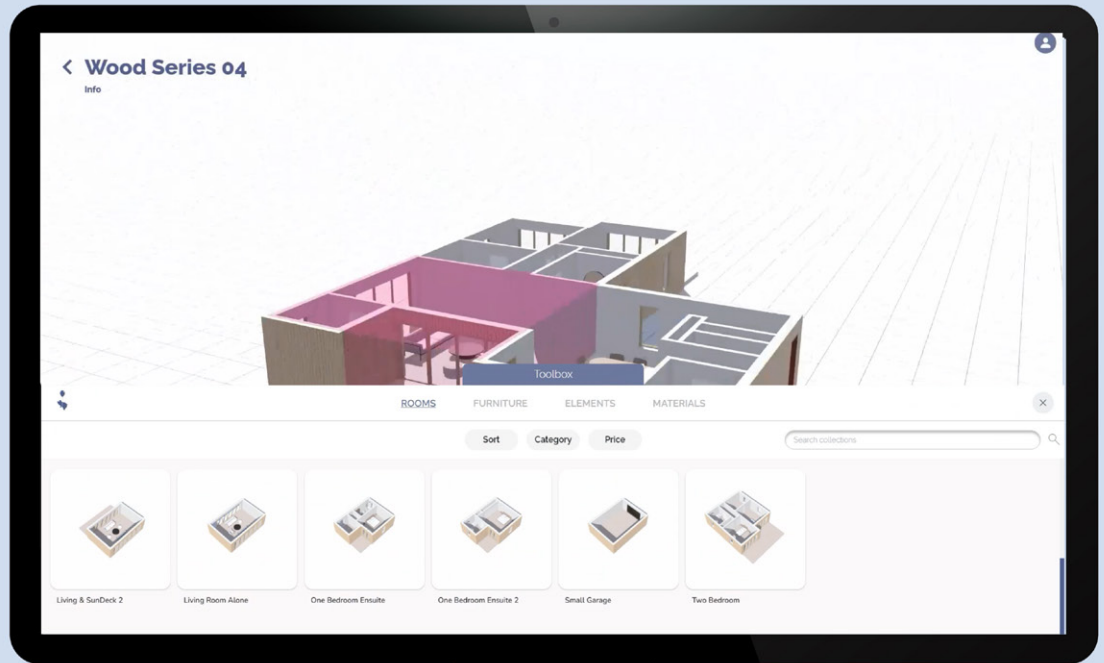 Wood Series 04
Info
Toolbox
ROOMS FURNITURE ELEMENTS MATERIALS
Sort Category Price Search collections
Living & SunDeck 2 Living Room Alone One Bedroom Ensuite One Bedroom Ensuite 2 Small Garage Two Bedroom